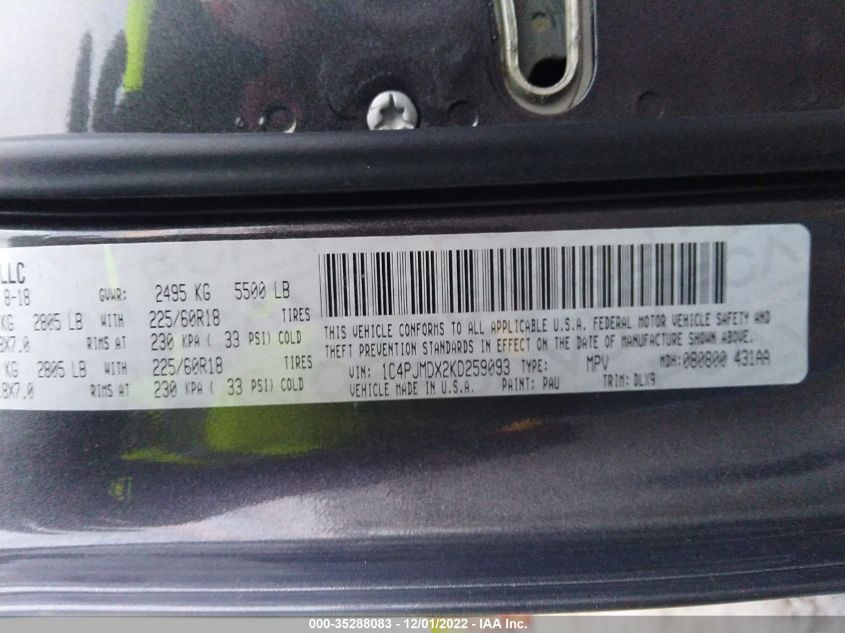 LLC
8-18 GVWR: 2495 KG 5500 LB
KG 2805 LB WITH 225/60R18 TIRES
8X7.0 RIMS AT 230 KPA ( 33 PSI) COLD
KG 2805 LB WITH 225/60R18 TIRES
8X7.0 RIMS AT 230 KPA ( 33 PSI) COLD
THIS VEHICLE CONFORMS TO ALL APPLICABLE U.S.A. FEDERAL MOTOR VEHICLE SAFETY AND
THEFT PREVENTION STANDARDS IN EFFECT ON THE DATE OF MANUFACTURE SHOWN ABOVE.
VIN: 1C4PJMDX2KD259093 TYPE: MPV MDH:080800 431AA
VEHICLE MADE IN U.S.A. PAINT: PAU TRIM: DLX9
000-35288083 - 12/01/2022 - IAA Inc.